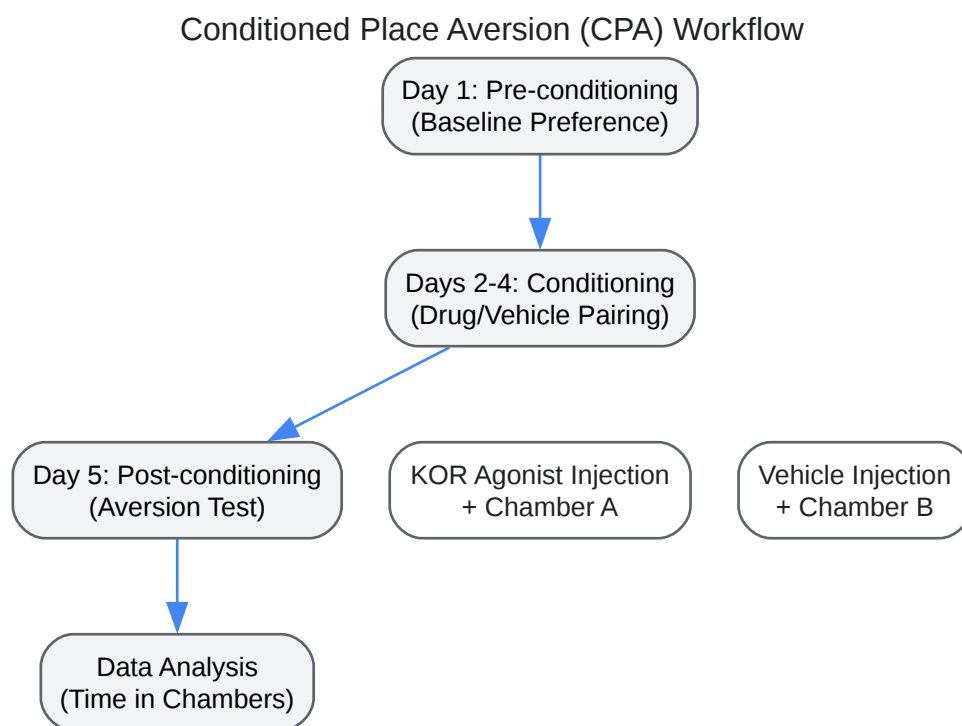 Conditioned Place Aversion (CPA) Workflow
Day 1: Pre-conditioning
(Baseline Preference)
Days 2-4: Conditioning
(Drug/Vehicle Pairing)
Day 5: Post-conditioning
(Aversion Test)
KOR Agonist Injection
+ Chamber A
Vehicle Injection
+ Chamber B
Data Analysis
(Time in Chambers)